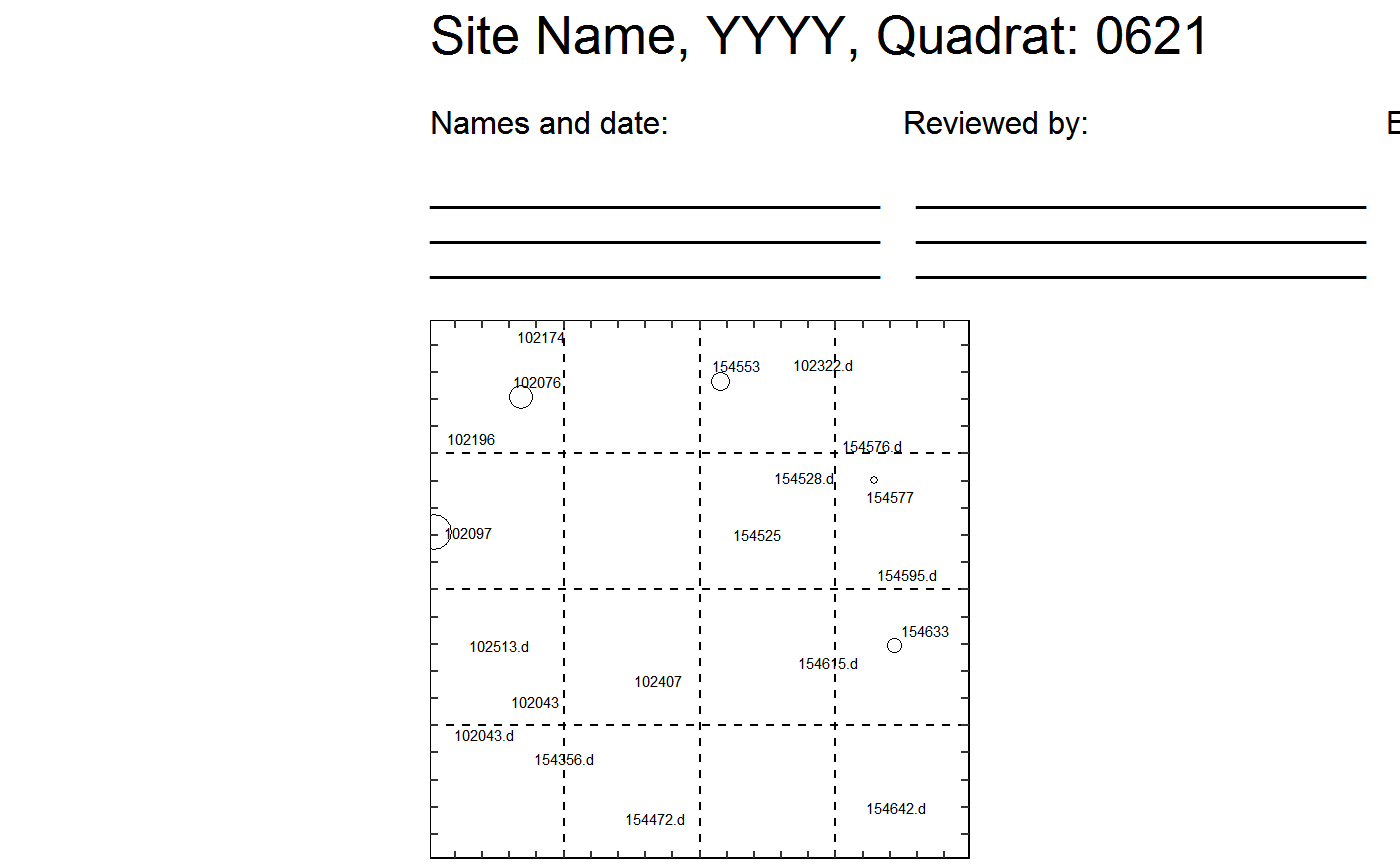 Site Name, YYYY, Quadrat: 0621
Names and date: Reviewed by: E
102174
154553 102322.d
102076
102196 154576.d
154528.d
154577
102097 154525
154595.d
154633
102513.d
154615.d
102407
102043
102043.d
154356.d
154642.d
154472.d